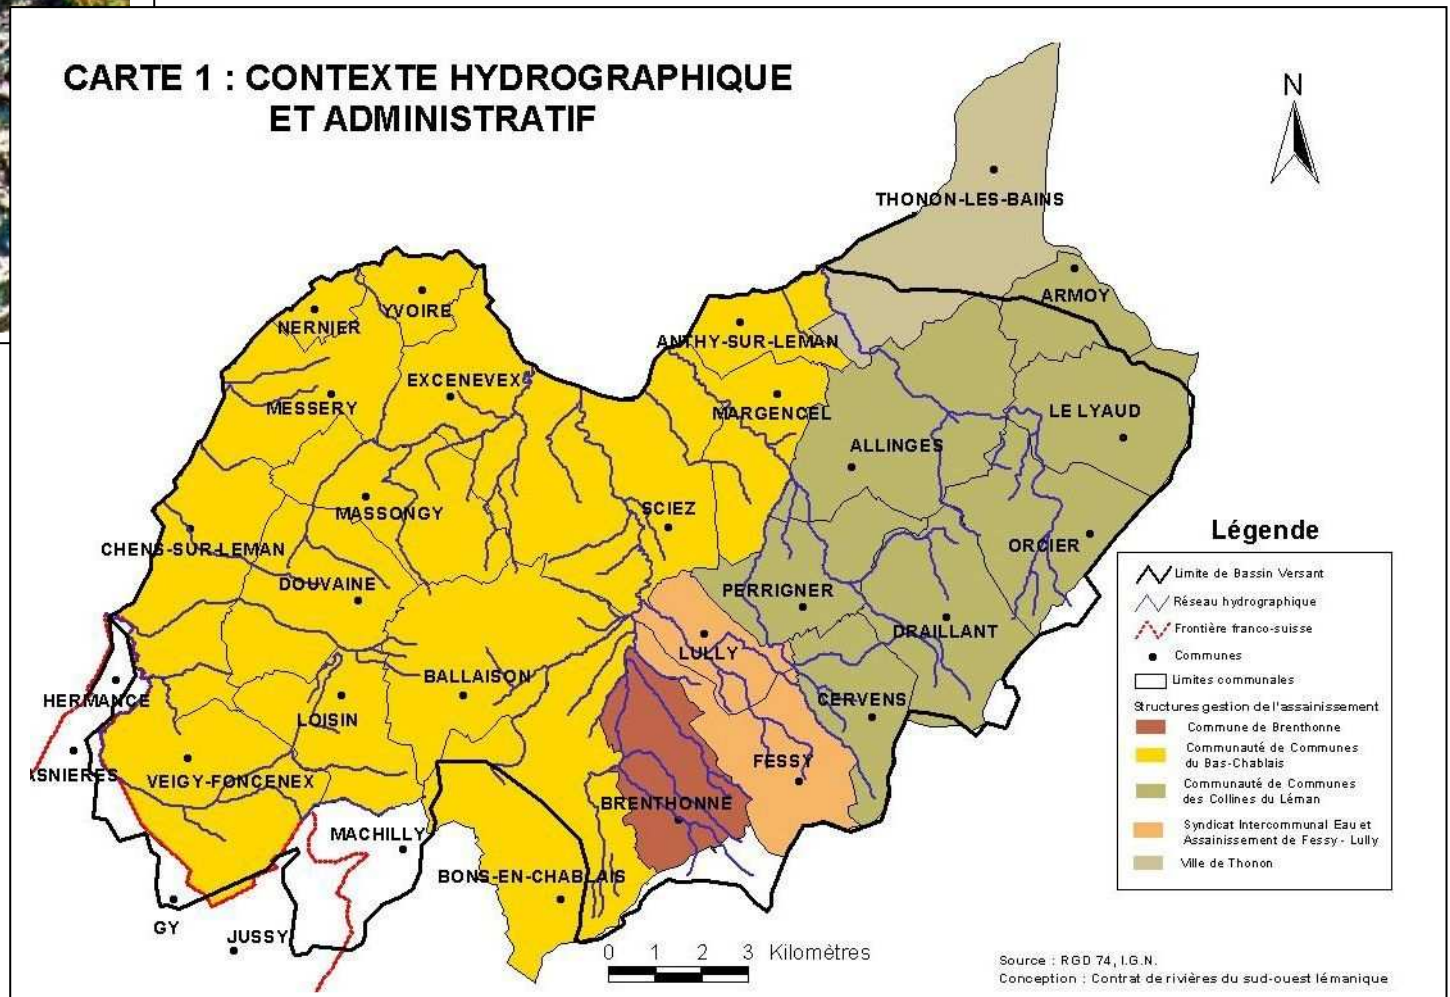 CARTE 1 : CONTEXTE HYDROGRAPHIQUE
ET ADMINISTRATIF
N
THONON-LES-BAINS
ARMOY
YVOIRE
NERNIER
ANTHY-SUR-LEMAN
EXCENEVEX
MESSERY
MARGENCEL
LE LYAUD
ALLINGES
MASSONGY
SCIEZ
CHENS-SUR-LEMAN
ORCIER
DOUVAINE
PERRIGNER
DRAILLANT
LULLY
BALLAISON
HERMANCE
CERVENS
LOISIN
FESSY
ASNIERES
VEIGY-FONCENEX
BRENTHONNE
MACHILLY
BONS-EN-CHABLAIS
GY
JUSSY
Légende
Limite de Bassin Versant
Réseau hydrographique
Frontière franco-suisse
Communes
Limites communales
Structures gestion de l'assainissement
Commune de Brenthonne
Communauté de Communes
du Bas-Chablais
Communauté de Communes
des Collines du Léman
Syndicat Intercommunal Eau et
Assainissement de Fessy - Lully
Ville de Thonon
0 1 2 3 Kilomètres
Source : RGD 74, I.G.N.
Conception : Contrat de rivières du sud-ouest lémanique